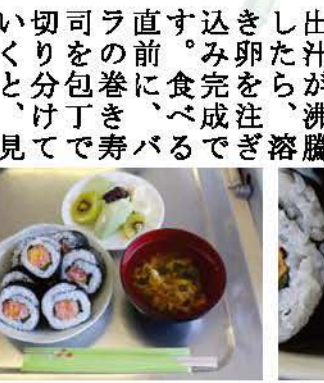 出汁が沸騰
したら、溶
き卵を注ぎ
込み完成で
す。食べる
直前に、バ
ラの巻き寿
司を包丁で
切り分けて
いくと、見